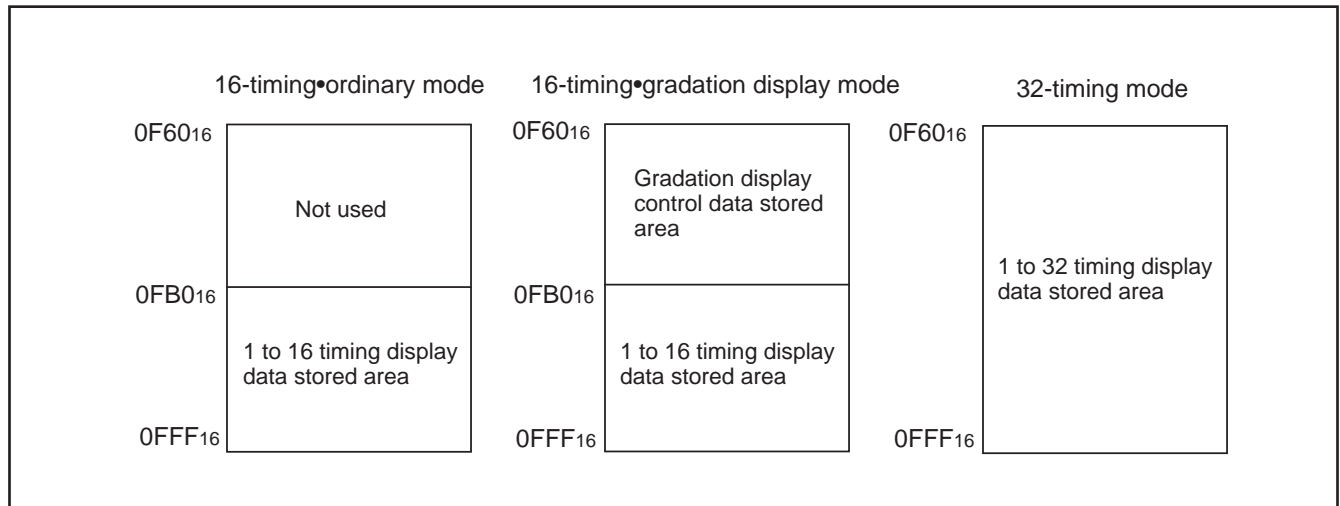 16-timing•ordinary mode
0F6016
Not used
0FB016
1 to 16 timing display
data stored area
0FFF16
16-timing•gradation display mode
0F6016
Gradation display
control data stored
area
0FB016
1 to 16 timing display
data stored area
0FFF16
32-timing mode
0F6016
1 to 32 timing display
data stored area
0FFF16